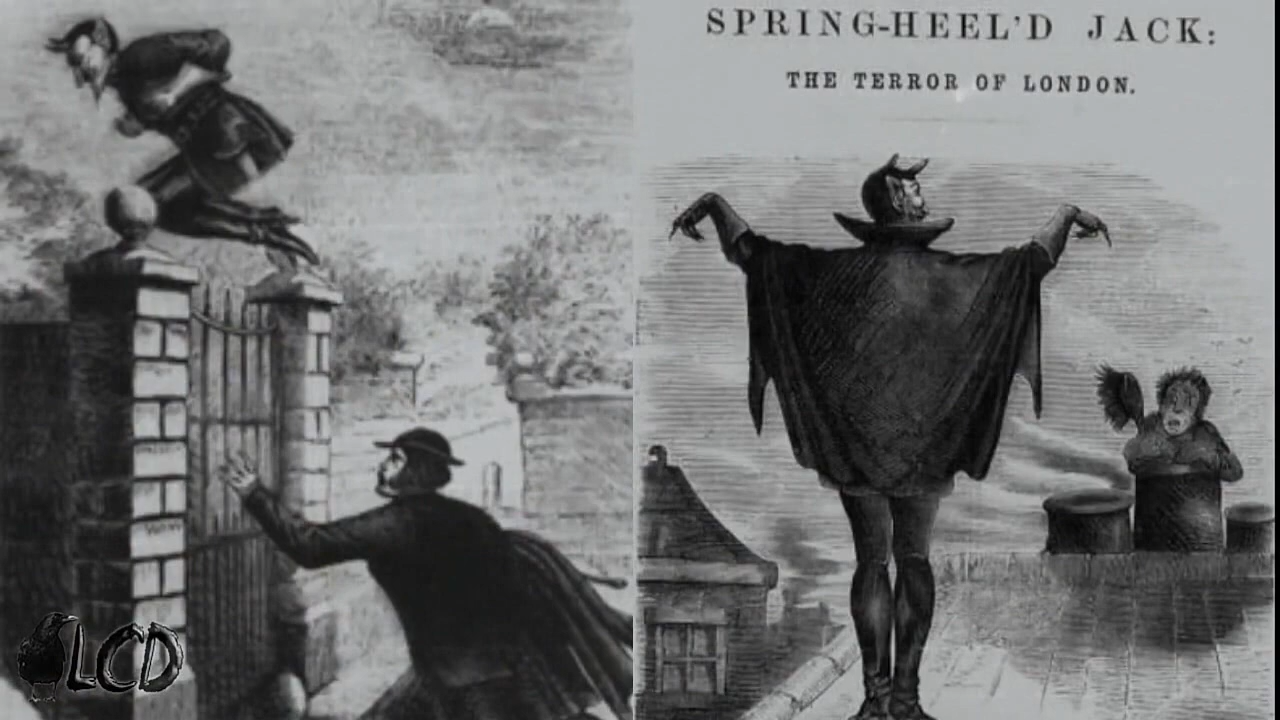 SPRING-HEEL'D JACK:
THE TERROR OF LONDON.
LCD